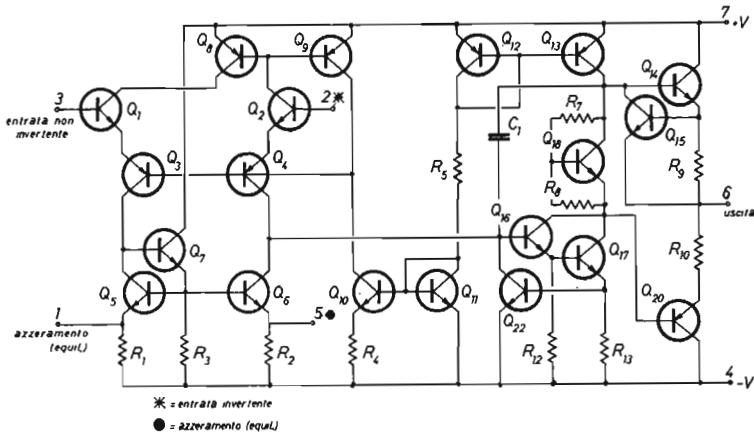 7
+V
Q8
Q9
Q12
Q13
Q14
3
entrata non
invertente
Q1
2 ✳
Q2
C1
R7
Q15
Q18
Q3
Q4
R5
R8
R9
6
uscita
Q7
Q16
Q17
R10
Q5
Q6
Q10
Q11
Q22
Q20
1
azzeramento
(equil.)
5 ●
R1
R3
R2
R4
R12
R13
4
-V
✳ = entrata invertente
● = azzeramento (equil.)